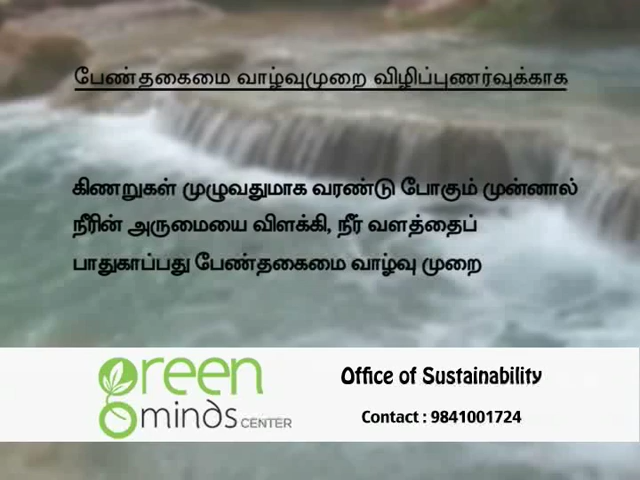 பேண்தகைமை வாழ்வுமுறை விழிப்புணர்வுக்காக
கிணறுகள் முழுவதுமாக வரண்டு போகும் முன்னால்
நீரின் அருமையை விளக்கி, நீர் வளத்தைப்
பாதுகாப்பது பேண்தகைமை வாழ்வு முறை
green
minds CENTER
Office of Sustainability
Contact : 9841001724